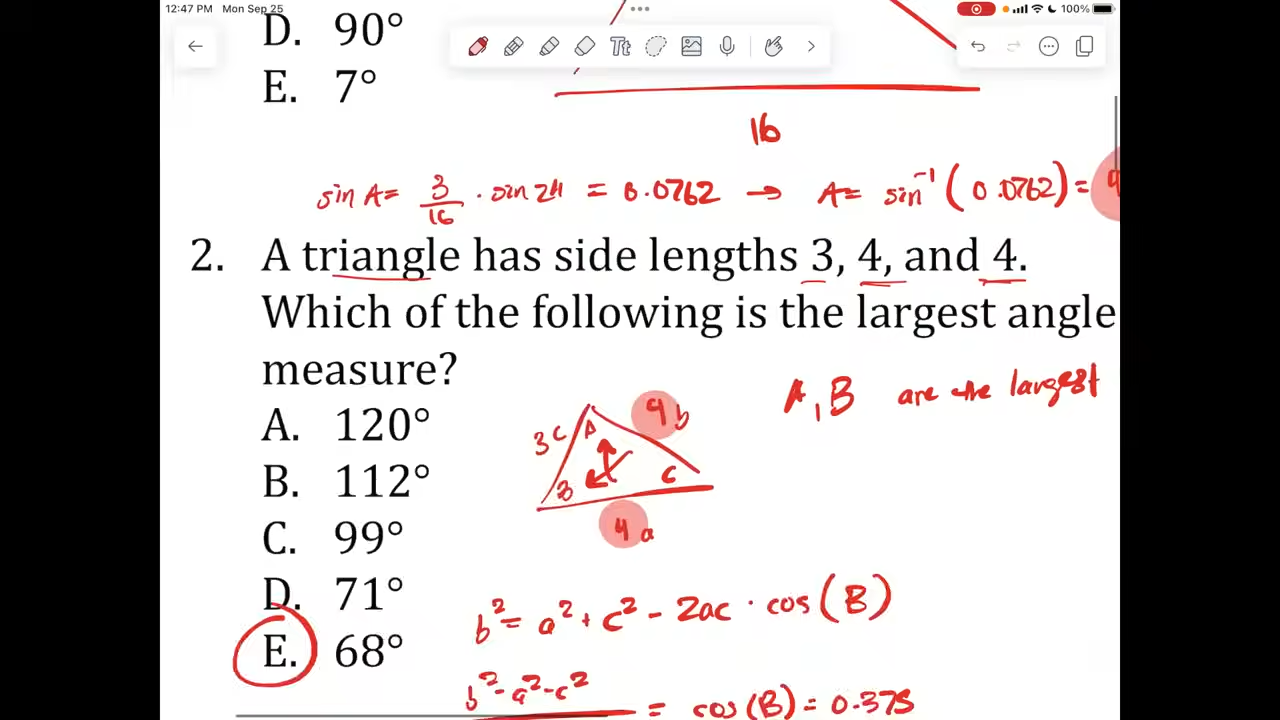 12:47 PM Mon Sep 25
100%
D. 90°
E. 7°
16
sin A = 3/16 · sin 24 = 0.0762 → A = sin⁻¹(0.0762) =
2. A triangle has side lengths 3, 4, and 4.
Which of the following is the largest angle
measure?
A, B are the largest
A. 120°
B. 112°
C. 99°
D. 71°
E. 68°
3 c A 4 b
B C
4 a
b² = a² + c² - 2ac · cos(B)
b² - a² - c² = cos(B) = 0.375